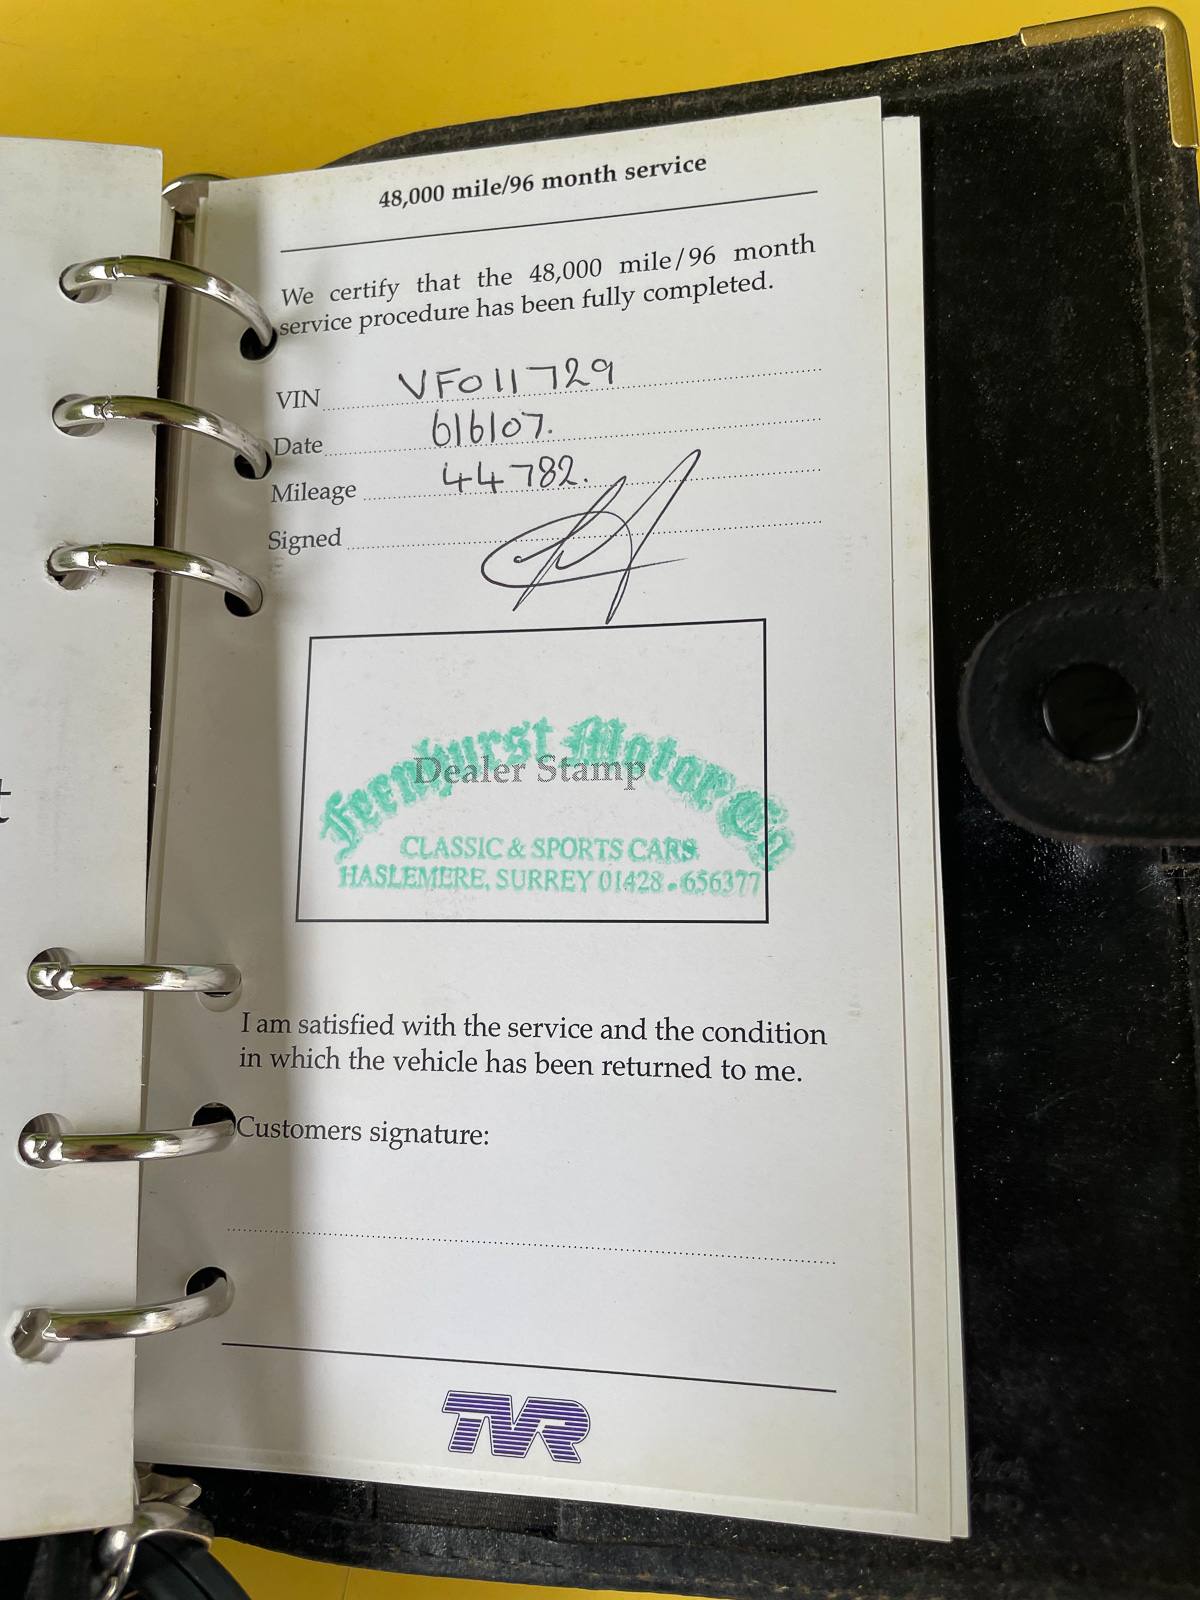 48,000 mile/96 month service
We certify that the 48,000 mile/96 month
service procedure has been fully completed.
VIN VF011729
Date 6/6/07.
Mileage 44782.
Signed
Dealer Stamp
Fernhurst Motor Co
CLASSIC & SPORTS CARS
HASLEMERE, SURREY 01428 - 656377
I am satisfied with the service and the condition
in which the vehicle has been returned to me.
Customers signature:
TVR
t